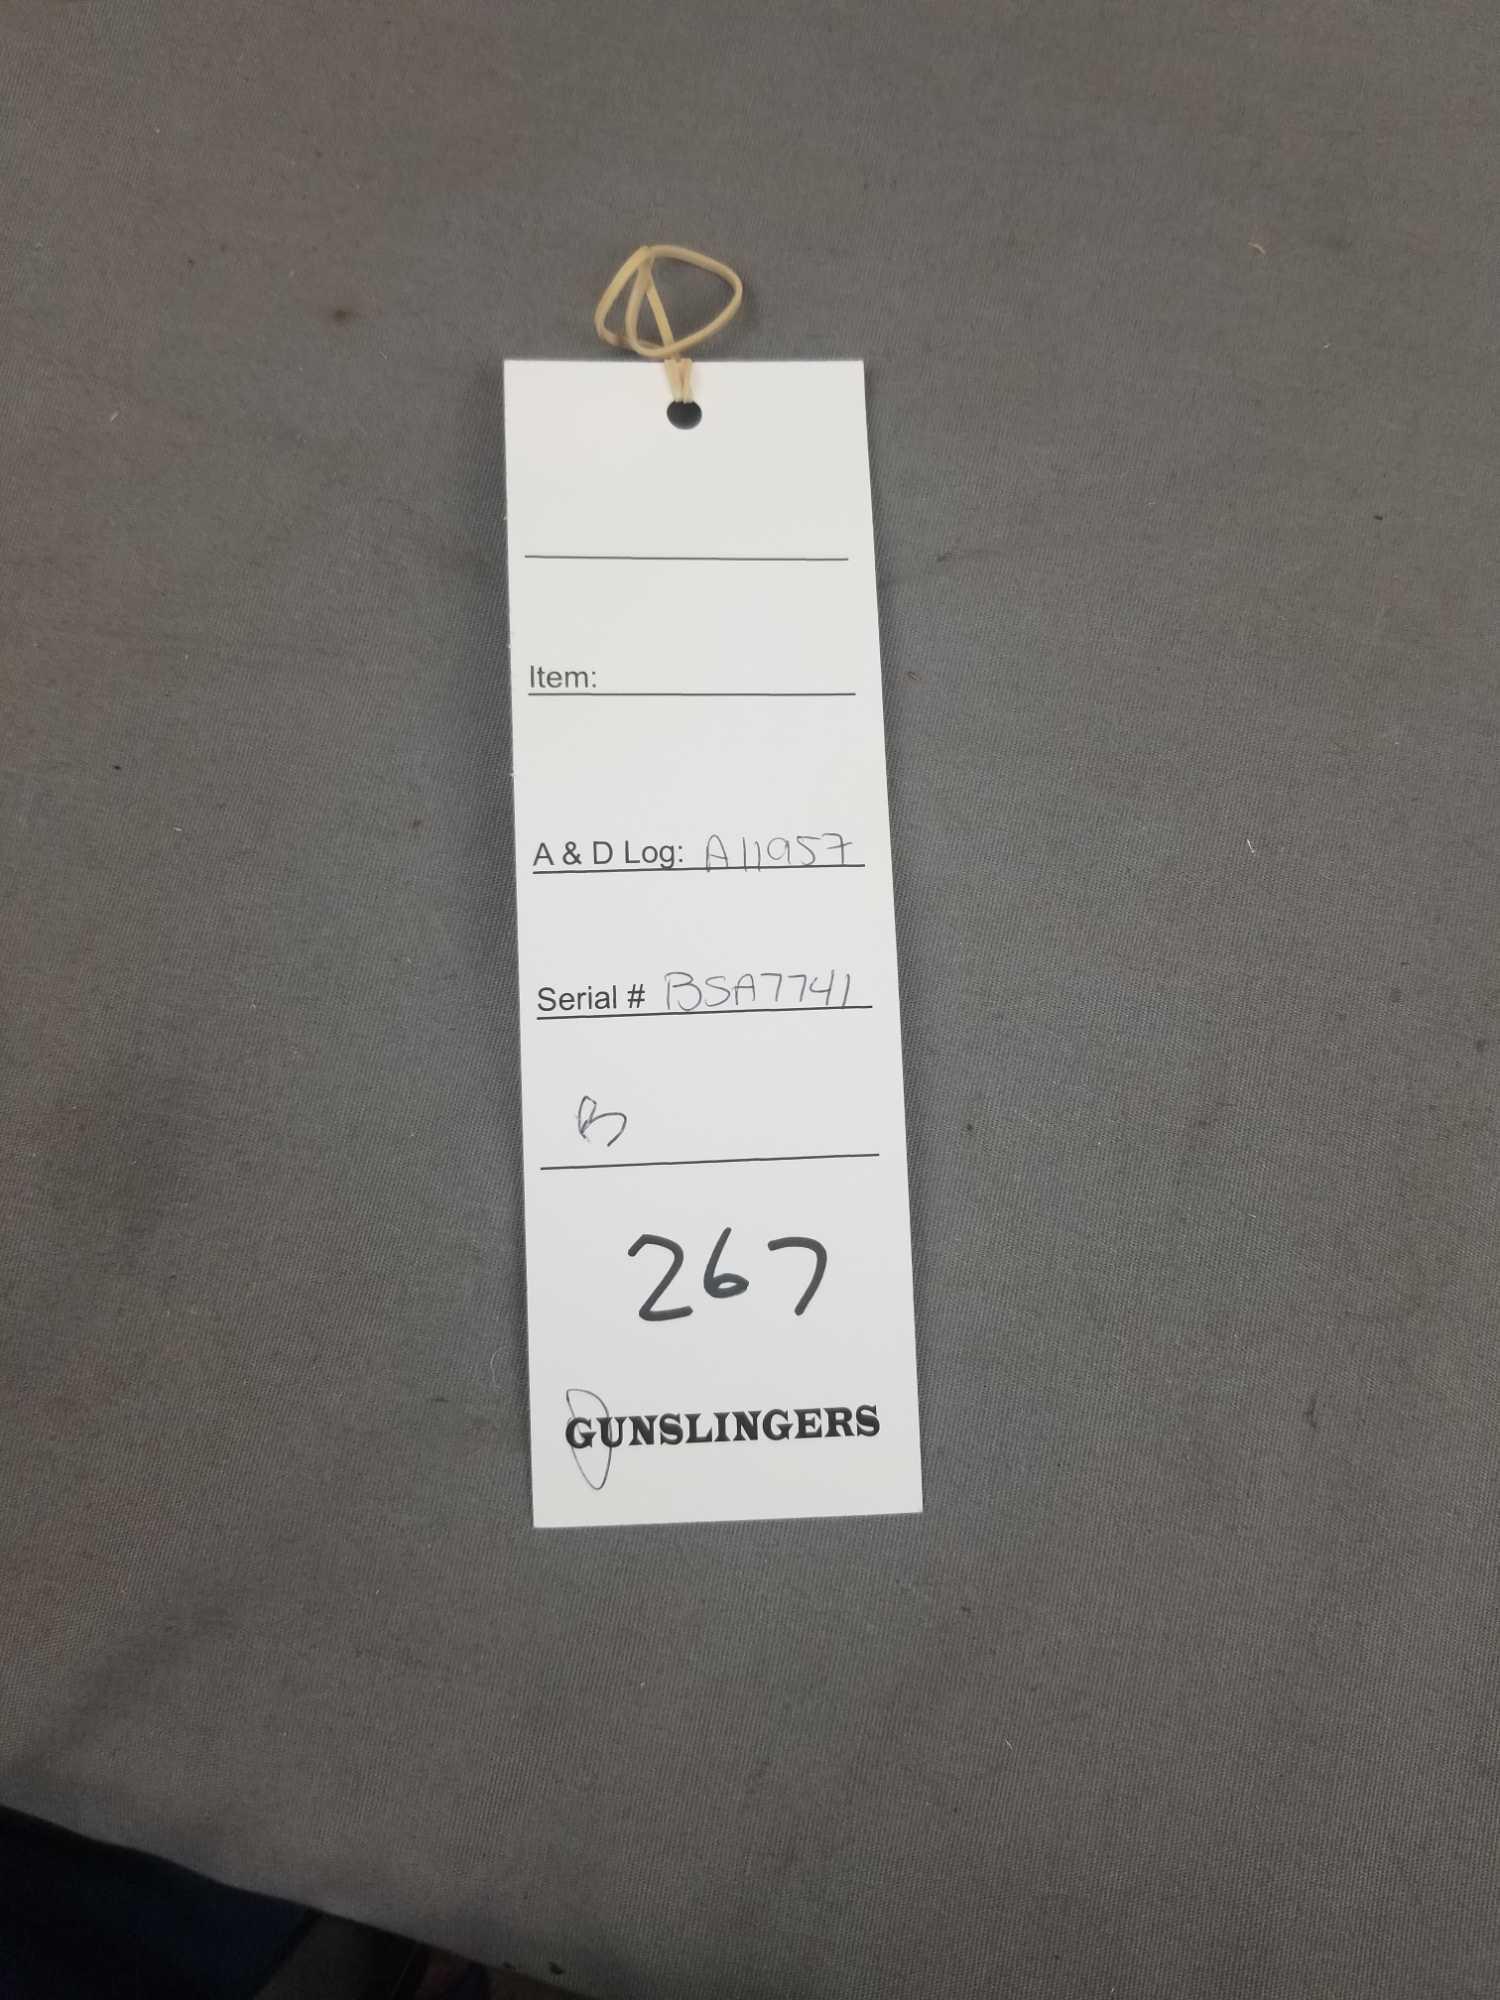 Item:
A & D Log: A11957
Serial # BSA7741
B
267
GUNSLINGERS